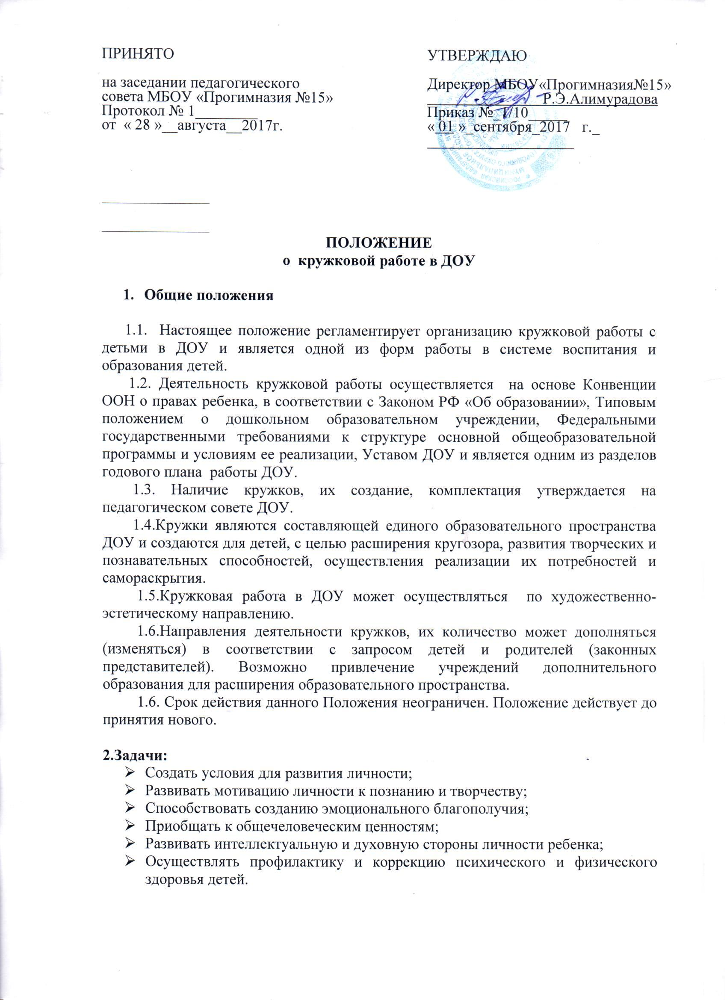 ПРИНЯТО
на заседании педагогического
совета МБОУ «Прогимназия №15»
Протокол № 1________
от « 28 »__августа__2017г.
УТВЕРЖДАЮ
Директор МБОУ«Прогимназия№15»
Р.Э.Алимурадова
Приказ №_1/10_____
«_01 »_сентября_2017 г._
ПОЛОЖЕНИЕ
о кружковой работе в ДОУ
1. Общие положения
1.1. Настоящее положение регламентирует организацию кружковой работы с
детьми в ДОУ и является одной из форм работы в системе воспитания и
образования детей.
1.2. Деятельность кружковой работы осуществляется на основе Конвенции
ООН о правах ребенка, в соответствии с Законом РФ «Об образовании», Типовым
положением о дошкольном образовательном учреждении, Федеральными
государственными требованиями к структуре основной общеобразовательной
программы и условиям ее реализации, Уставом ДОУ и является одним из разделов
годового плана работы ДОУ.
1.3. Наличие кружков, их создание, комплектация утверждается на
педагогическом совете ДОУ.
1.4.Кружки являются составляющей единого образовательного пространства
ДОУ и создаются для детей, с целью расширения кругозора, развития творческих и
познавательных способностей, осуществления реализации их потребностей и
самораскрытия.
1.5.Кружковая работа в ДОУ может осуществляться по художественно-
эстетическому направлению.
1.6.Направления деятельности кружков, их количество может дополняться
(изменяться) в соответствии с запросом детей и родителей (законных
представителей). Возможно привлечение учреждений дополнительного
образования для расширения образовательного пространства.
1.6. Срок действия данного Положения неограничен. Положение действует до
принятия нового.
2.Задачи:
Создать условия для развития личности;
Развивать мотивацию личности к познанию и творчеству;
Способствовать созданию эмоционального благополучия;
Приобщать к общечеловеческим ценностям;
Развивать интеллектуальную и духовную стороны личности ребенка;
Осуществлять профилактику и коррекцию психического и физического
здоровья детей.